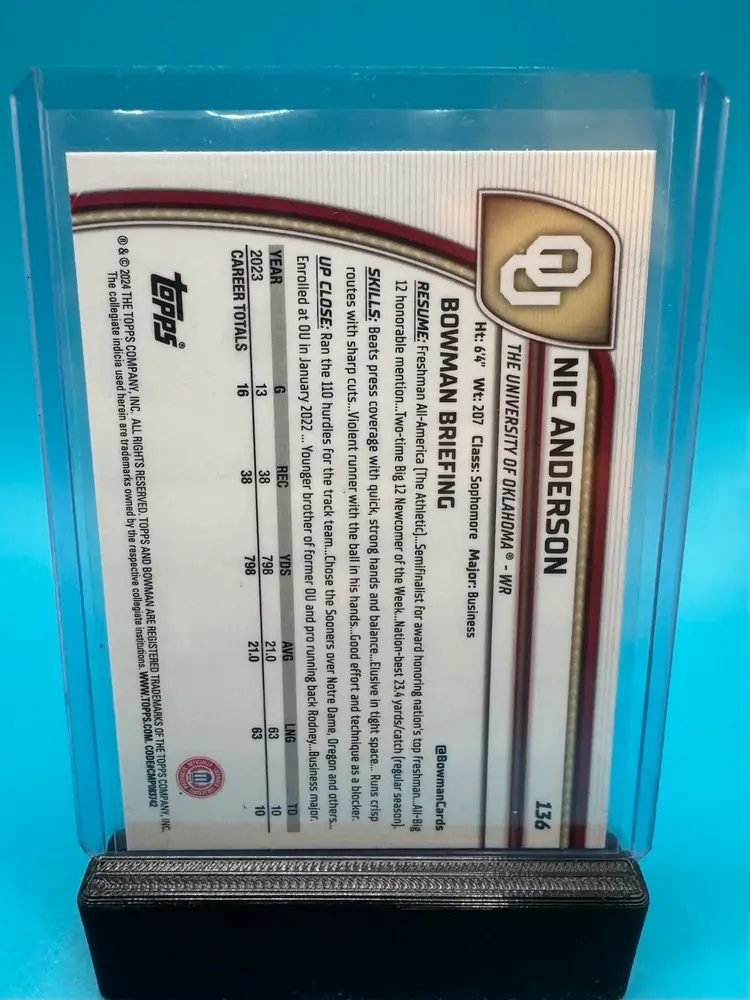 136
NIC ANDERSON
THE UNIVERSITY OF OKLAHOMA® - WR
OU
Ht: 6'4" Wt: 207 Class: Sophomore Major: Business
BOWMAN BRIEFING @BowmanCards
RESUME: Freshman All-America (The Athletic)...Semifinalist for award honoring nation's top freshman...All-Big
12 honorable mention...Two-time Big 12 Newcomer of the Week...Nation-best 23.4 yards/catch (regular season).
SKILLS: Beats press coverage with quick, strong hands and balance...Elusive in tight space... Runs crisp
routes with sharp cuts...Violent runner with the ball in his hands...Good effort and technique as a blocker.
UP CLOSE: Ran the 110 hurdles for the track team...Chose the Sooners over Notre Dame, Oregon and others...
Enrolled at OU in January 2022 ... Younger brother of former OU and pro running back Rodney...Business major.
YEAR G REC YDS AVG LNG TD
2023 13 38 798 21.0 63 10
CAREER TOTALS 16 38 798 21.0 63 10
topps®
® & © 2024 THE TOPPS COMPANY, INC. ALL RIGHTS RESERVED. TOPPS AND BOWMAN ARE REGISTERED TRADEMARKS OF THE TOPPS COMPANY, INC.
The collegiate indicia used herein are trademarks owned by the respective collegiate institutions. WWW.TOPPS.COM.